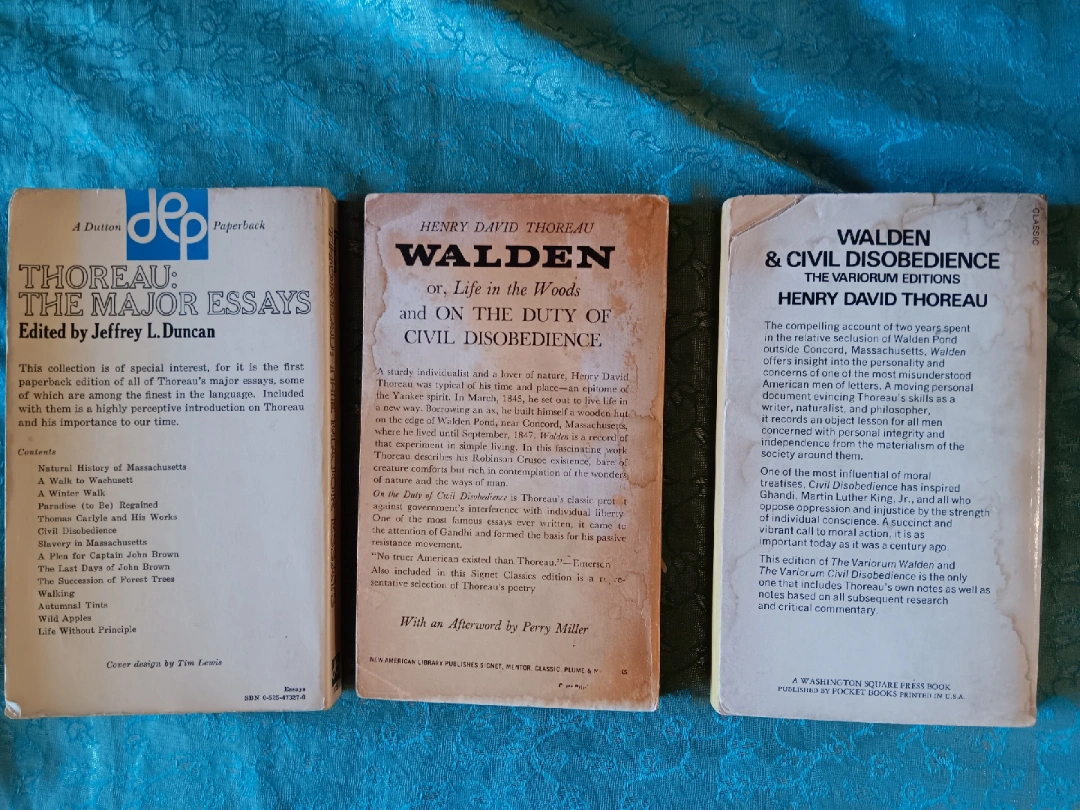 A Dutton dep Paperback
THOREAU:
THE MAJOR ESSAYS
Edited by Jeffrey L. Duncan
This collection is of special interest, for it is the first
paperback edition of all of Thoreau's major essays, some
of which are among the finest in the language. Included
with them is a highly perceptive introduction on Thoreau
and his importance to our time.
Contents
Natural History of Massachusetts
A Walk to Wachusett
A Winter Walk
Paradise (to Be) Regained
Thomas Carlyle and His Works
Civil Disobedience
Slavery in Massachusetts
A Plea for Captain John Brown
The Last Days of John Brown
The Succession of Forest Trees
Walking
Autumnal Tints
Wild Apples
Life Without Principle
Cover design by Tim Lewis
Essays
SBN 0-525-47327-0
HENRY DAVID THOREAU
WALDEN
or, Life in the Woods
and ON THE DUTY OF
CIVIL DISOBEDIENCE
A sturdy individualist and a lover of nature, Henry David
Thoreau was typical of his time and place—an epitome of
the Yankee spirit. In March, 1845, he set out to live life in
a new way. Borrowing an ax, he built himself a wooden hut
on the edge of Walden Pond, near Concord, Massachusetts,
where he lived until September, 1847. Walden is a record of
that experiment in simple living. In this fascinating work
Thoreau describes his Robinson Crusoe existence, bare of
creature comforts but rich in contemplation of the wonders
of nature and the ways of man.
On the Duty of Civil Disobedience is Thoreau's classic protest
against government's interference with individual liberty.
One of the most famous essays ever written, it came to
the attention of Gandhi and formed the basis for his passive
resistance movement.
"No truer American existed than Thoreau."—Emerson
Also included in this Signet Classics edition is a repre-
sentative selection of Thoreau's poetry
With an Afterword by Perry Miller
NEW AMERICAN LIBRARY PUBLISHES SIGNET, MENTOR, CLASSIC, PLUME &
CLASSIC
WALDEN
& CIVIL DISOBEDIENCE
THE VARIORUM EDITIONS
HENRY DAVID THOREAU
The compelling account of two years spent
in the relative seclusion of Walden Pond
outside Concord, Massachusetts, Walden
offers insight into the personality and
concerns of one of the most misunderstood
American men of letters. A moving personal
document evincing Thoreau's skills as a
writer, naturalist, and philosopher,
it records an object lesson for all men
concerned with personal integrity and
independence from the materialism of the
society around them.
One of the most influential of moral
treatises, Civil Disobedience has inspired
Ghandi, Martin Luther King, Jr., and all who
oppose oppression and injustice by the strength
of individual conscience. A succinct and
vibrant call to moral action, it is as
important today as it was a century ago.
This edition of The Variorum Walden and
The Variorum Civil Disobedience is the only
one that includes Thoreau's own notes as well as
notes based on all subsequent research
and critical commentary.
A WASHINGTON SQUARE PRESS BOOK
PUBLISHED BY POCKET BOOKS PRINTED IN U.S.A.